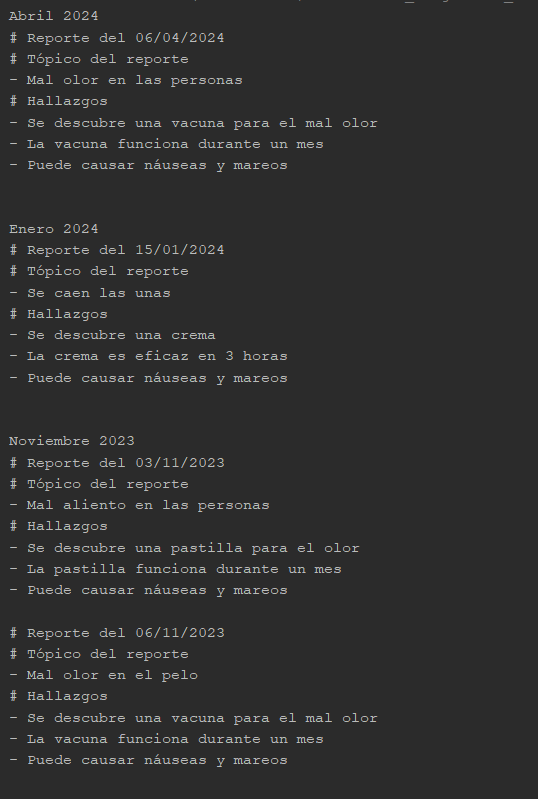 Abril 2024
# Reporte del 06/04/2024
# Tópico del reporte
- Mal olor en las personas
# Hallazgos
- Se descubre una vacuna para el mal olor
- La vacuna funciona durante un mes
- Puede causar náuseas y mareos
Enero 2024
# Reporte del 15/01/2024
# Tópico del reporte
- Se caen las unas
# Hallazgos
- Se descubre una crema
- La crema es eficaz en 3 horas
- Puede causar náuseas y mareos
Noviembre 2023
# Reporte del 03/11/2023
# Tópico del reporte
- Mal aliento en las personas
# Hallazgos
- Se descubre una pastilla para el olor
- La pastilla funciona durante un mes
- Puede causar náuseas y mareos
# Reporte del 06/11/2023
# Tópico del reporte
- Mal olor en el pelo
# Hallazgos
- Se descubre una vacuna para el mal olor
- La vacuna funciona durante un mes
- Puede causar náuseas y mareos